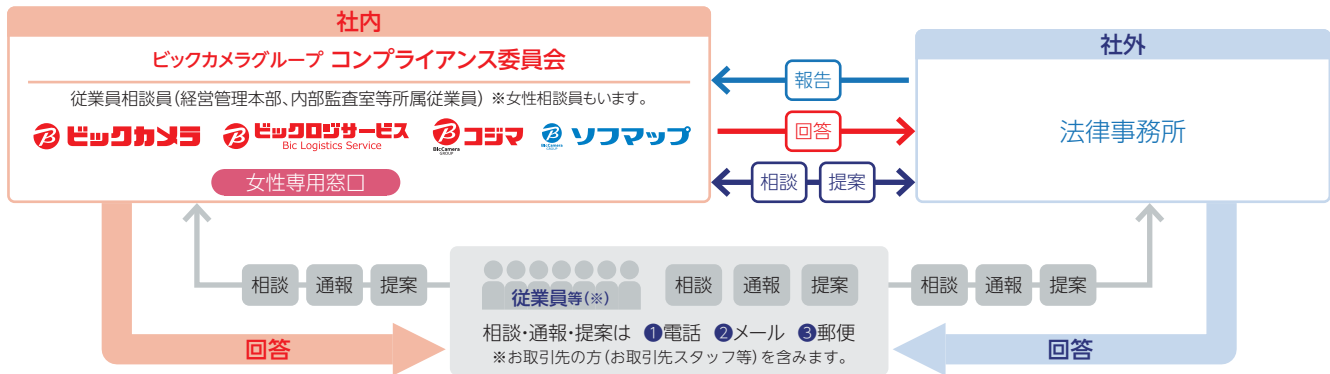 社内
ビックカメラグループ コンプライアンス委員会
従業員相談員(経営管理本部、内部監査室等所属従業員) ※女性相談員もいます。
B ビックカメラ
B ビックロジサービス
Bic Logistics Service
B コジマ
BicCamera
GROUP
B ソフマップ
BicCamera
GROUP
女性専用窓口
報告
回答
相談 提案
社外
法律事務所
相談 通報 提案
従業員等(※)
相談 通報 提案
相談・通報・提案は ❶電話 ❷メール ❸郵便
※お取引先の方(お取引先スタッフ等)を含みます。
相談 通報 提案
回答
回答